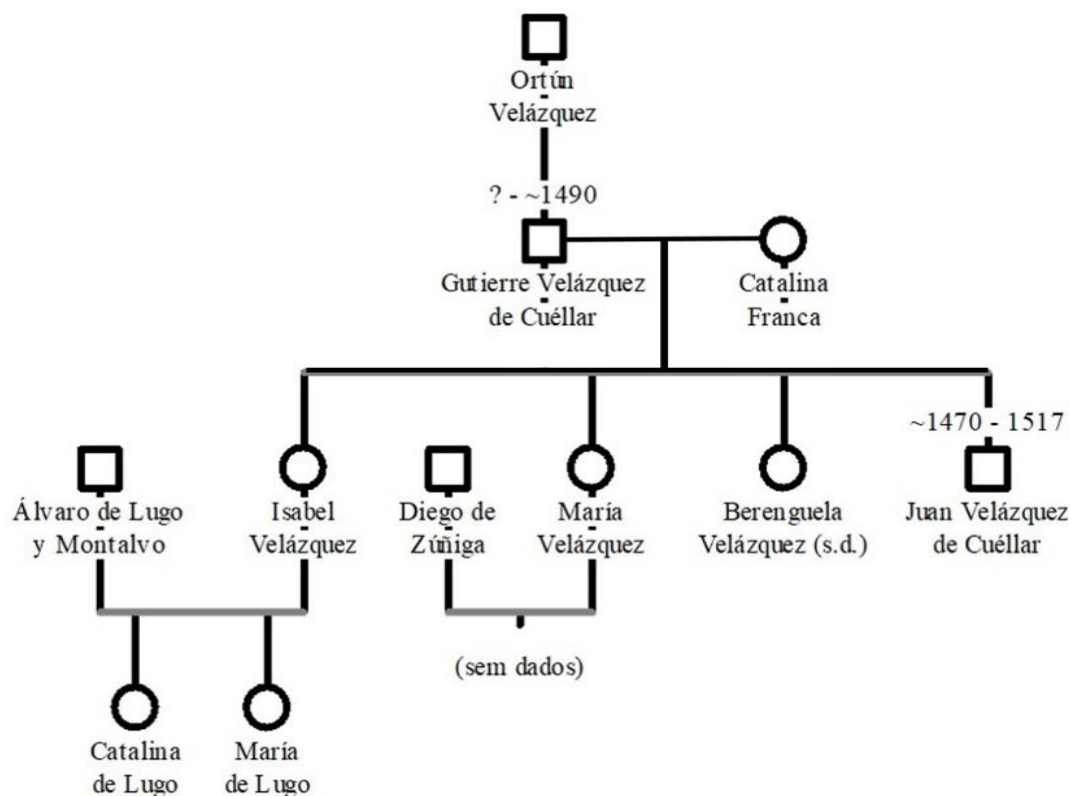 Ortún
Velázquez
? - ~1490
Gutierre Velázquez
de Cuéllar
Catalina
Franca
~1470 - 1517
Álvaro de Lugo
y Montalvo
Isabel
Velázquez
Diego de
Zúñiga
María
Velázquez
Berenguela
Velázquez (s.d.)
Juan Velázquez
de Cuéllar
(sem dados)
Catalina
de Lugo
María
de Lugo